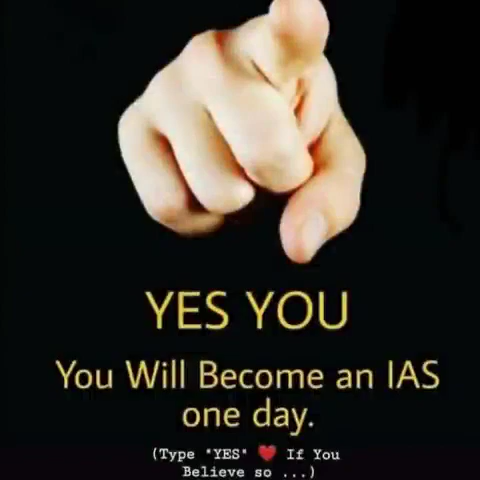 YES YOU
You Will Become an IAS
one day.
(Type "YES" ❤️ If You
Believe so ...)